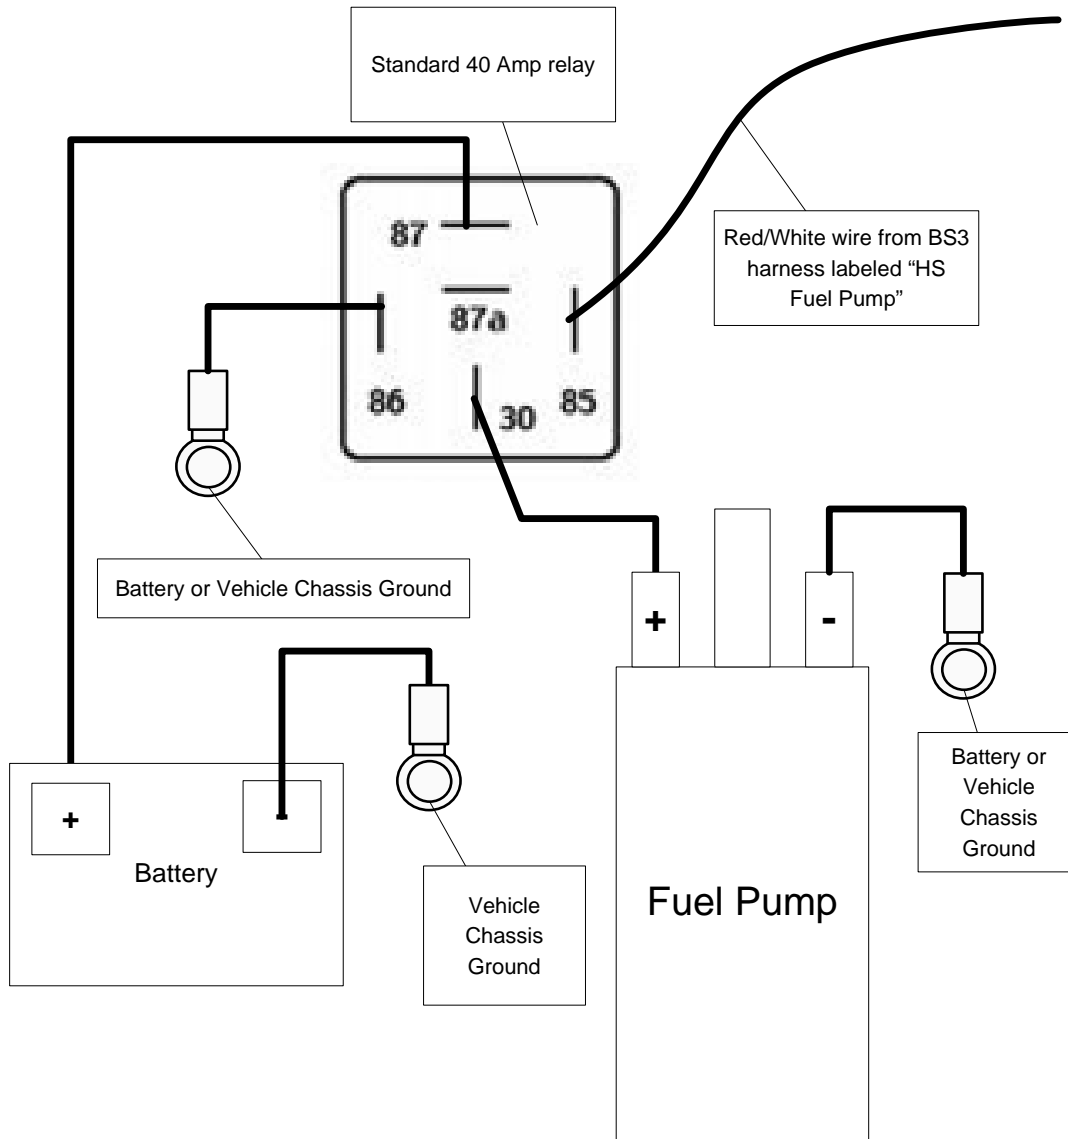 Standard 40 Amp relay
87
87a
86
30
85
Red/White wire from BS3
harness labeled “HS
Fuel Pump”
Battery or Vehicle Chassis Ground
+
-
+
-
Battery
Vehicle
Chassis
Ground
Fuel Pump
Battery or
Vehicle
Chassis
Ground